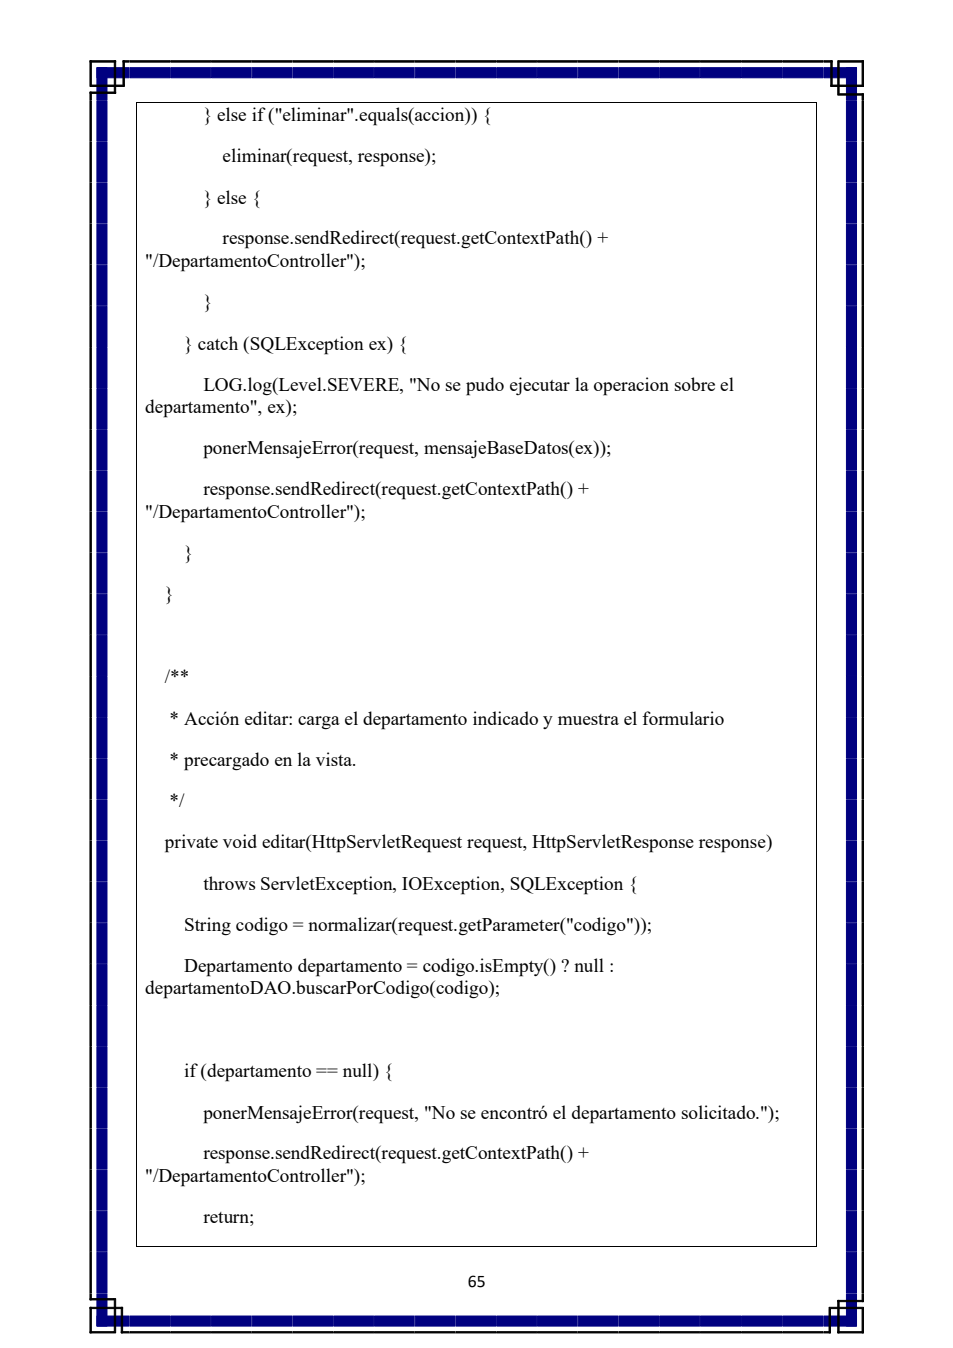 } else if ("eliminar".equals(accion)) {
eliminar(request, response);
} else {
response.sendRedirect(request.getContextPath() +
"/DepartamentoController");
}
} catch (SQLException ex) {
LOG.log(Level.SEVERE, "No se pudo ejecutar la operacion sobre el
departamento", ex);
ponerMensajeError(request, mensajeBaseDatos(ex));
response.sendRedirect(request.getContextPath() +
"/DepartamentoController");
}
}
/**
* Acción editar: carga el departamento indicado y muestra el formulario
* precargado en la vista.
*/
private void editar(HttpServletRequest request, HttpServletResponse response)
throws ServletException, IOException, SQLException {
String codigo = normalizar(request.getParameter("codigo"));
Departamento departamento = codigo.isEmpty() ? null :
departamentoDAO.buscarPorCodigo(codigo);
if (departamento == null) {
ponerMensajeError(request, "No se encontró el departamento solicitado.");
response.sendRedirect(request.getContextPath() +
"/DepartamentoController");
return;
65